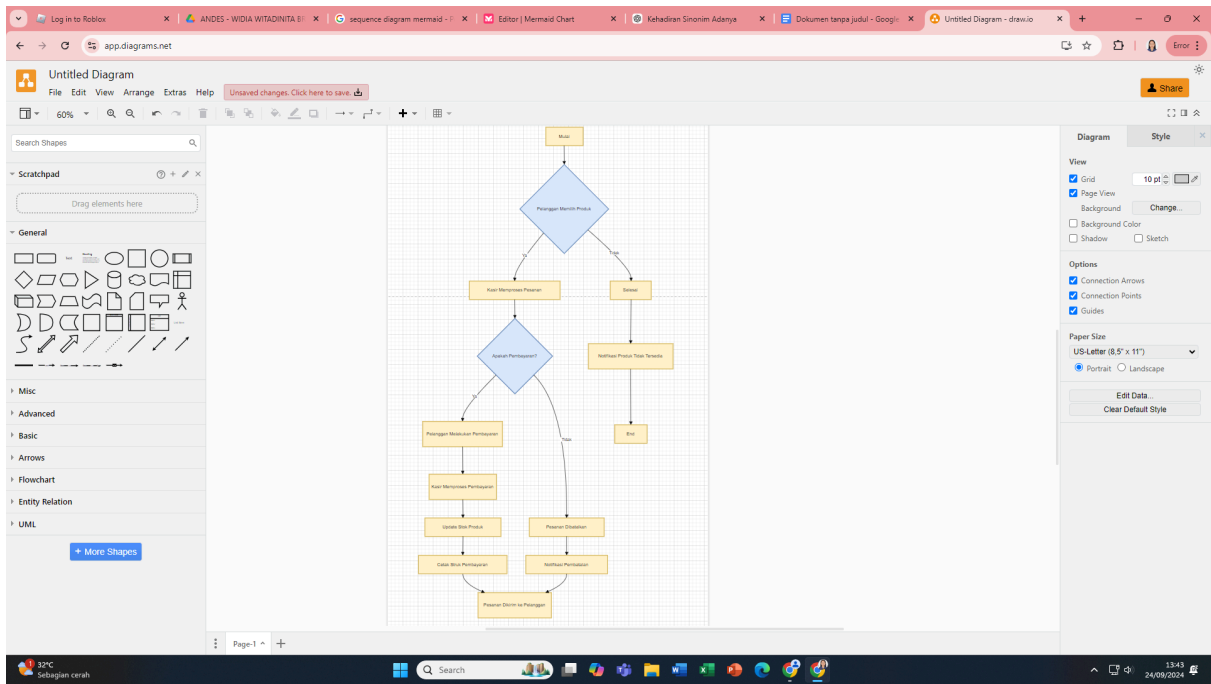 Log in to Roblox
ANDES - WIDIA WITADINITA BR
sequence diagram mermaid - P
Editor | Mermaid Chart
Kehadiran Sinonim Adanya
Dokumen tanpa judul - Google
Untitled Diagram - draw.io
app.diagrams.net
Error
Untitled Diagram
File Edit View Arrange Extras Help
Unsaved changes. Click here to save.
Share
60%
Search Shapes
Scratchpad
Drag elements here
General
Text
Heading
Misc
Advanced
Basic
Arrows
Flowchart
Entity Relation
UML
+ More Shapes
Mulai
Pelanggan Memilih Produk
Ya
Tidak
Kasir Memproses Pesanan
Selesai
Apakah Pembayaran?
Notifikasi Produk Tidak Tersedia
Ya
Tidak
Pelanggan Melakukan Pembayaran
End
Kasir Memproses Pembayaran
Update Stok Produk
Pesanan Dibatalkan
Cetak Struk Pembayaran
Notifikasi Pembatalan
Pesanan Dikirim ke Pelanggan
Page-1
Diagram
Style
View
Grid
10 pt
Page View
Background
Change...
Background Color
Shadow
Sketch
Options
Connection Arrows
Connection Points
Guides
Paper Size
US-Letter (8,5" x 11")
Portrait
Landscape
Edit Data...
Clear Default Style
1
32°C
Sebagian cerah
Search
13:43
24/09/2024